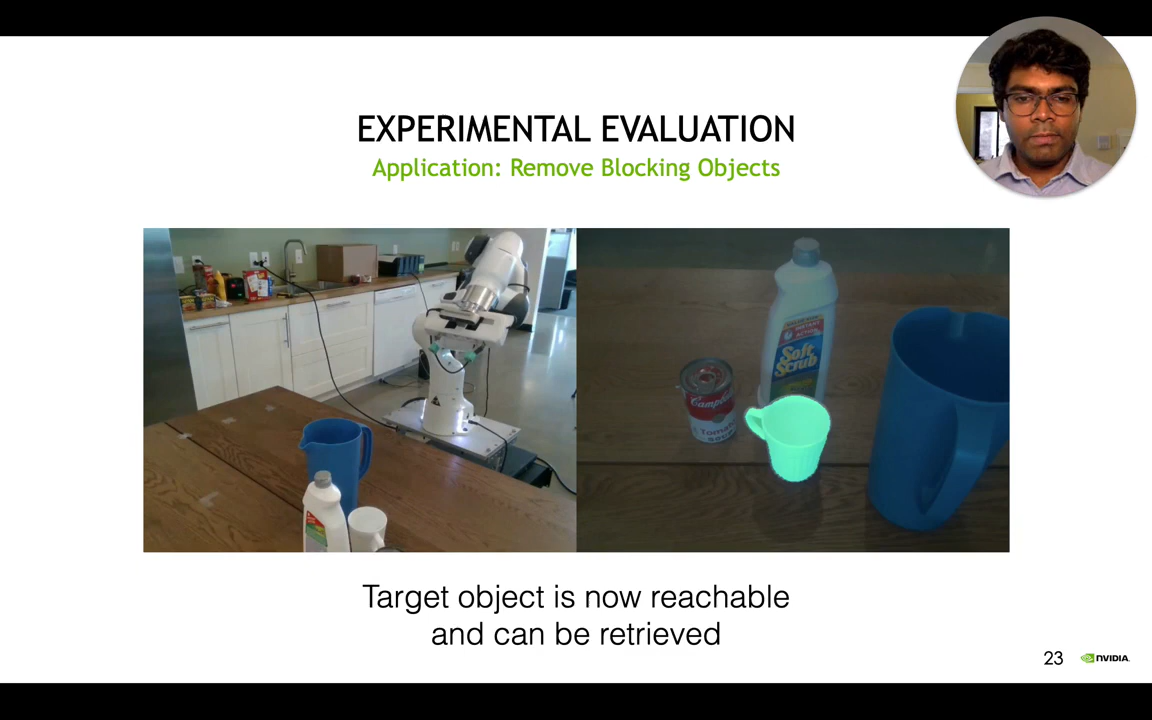 EXPERIMENTAL EVALUATION
Application: Remove Blocking Objects
Soft
Scrub
Campbell's
Tomato
Target object is now reachable
and can be retrieved
23
NVIDIA